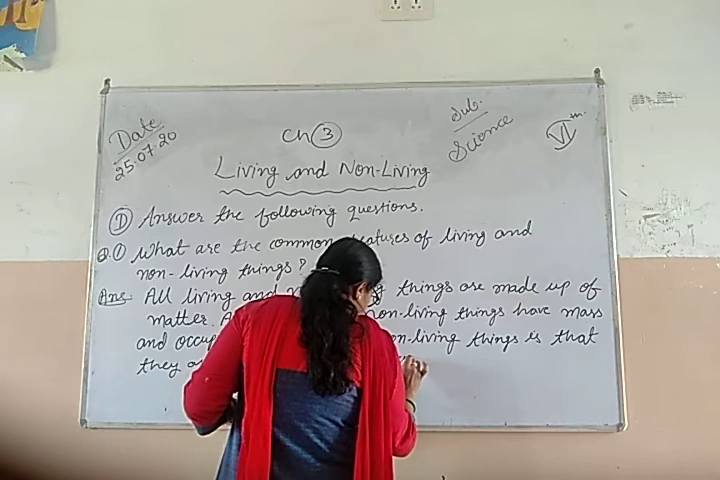 Date
25.07.20
Ch ③
Sub.
Science
VI th
Living and Non-Living
Ⓓ Answer the following questions.
Q.① What are the common features of living and
non-living things?
Ans. All living and things are made up of
matter. non-living things have mass
and occup on-living things is that
they